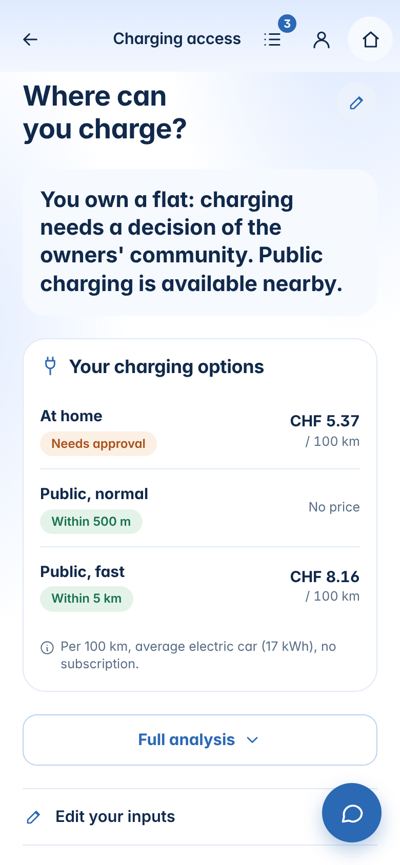 Charging access
3
Where can
you charge?
You own a flat: charging
needs a decision of the
owners' community. Public
charging is available nearby.
Your charging options
At home
CHF 5.37
Needs approval
/ 100 km
Public, normal
No price
Within 500 m
Public, fast
CHF 8.16
Within 5 km
/ 100 km
Per 100 km, average electric car (17 kWh), no
subscription.
Full analysis
Edit your inputs